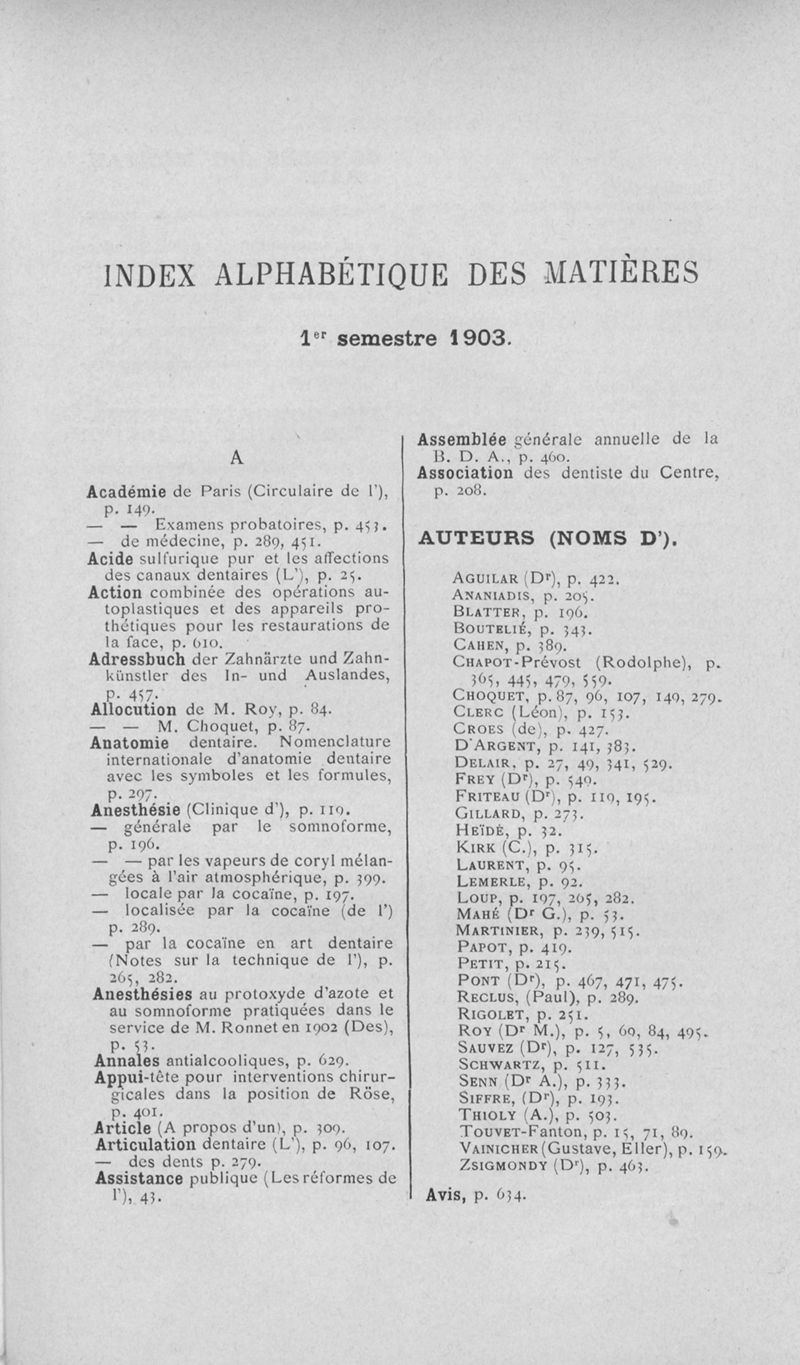 INDEX ALPHABÉTIQUE DES MATIÈRES
1er semestre 1903.
A
Académie de Paris (Circulaire de l'),
p. 149.
— — Examens probatoires, p. 453.
— de médecine, p. 289, 451.
Acide sulfurique pur et les affections
des canaux dentaires (L'), p. 25.
Action combinée des opérations au-
toplastiques et des appareils pro-
thétiques pour les restaurations de
la face, p. 610.
Adressbuch der Zahnärzte und Zahn-
künstler des In- und Auslandes,
p. 457.
Allocution de M. Roy, p. 84.
— — M. Choquet, p. 87.
Anatomie dentaire. Nomenclature
internationale d'anatomie dentaire
avec les symboles et les formules,
p. 297.
Anesthésie (Clinique d'), p. 119.
— générale par le somnoforme,
p. 196.
— — par les vapeurs de coryl mélan-
gées à l'air atmosphérique, p. 399.
— locale par la cocaïne, p. 197.
— localisée par la cocaïne (de l')
p. 289.
— par la cocaïne en art dentaire
(Notes sur la technique de l'), p.
265, 282.
Anesthésies au protoxyde d'azote et
au somnoforme pratiquées dans le
service de M. Ronnet en 1902 (Des),
p. 53.
Annales antialcooliques, p. 629.
Appui-tête pour interventions chirur-
gicales dans la position de Röse,
p. 401.
Article (A propos d'un), p. 309.
Articulation dentaire (L'), p. 96, 107.
— des dents p. 279.
Assistance publique (Les réformes de
l'), 43.
Assemblée générale annuelle de la
B. D. A., p. 460.
Association des dentiste du Centre,
p. 208.
AUTEURS (NOMS D').
AGUILAR (Dr), p. 422.
ANANIADIS, p. 205.
BLATTER, p. 196.
BOUTELIÉ, p. 343.
CAHEN, p. 389.
CHAPOT-Prévost (Rodolphe), p.
365, 445, 479, 559.
CHOQUET, p. 87, 96, 107, 140, 279.
CLERC (Léon), p. 153.
CROES (de), p. 427.
D'ARGENT, p. 141, 383.
DELAIR, p. 27, 49, 341, 529.
FREY (Dr), p. 540.
FRITEAU (Dr), p. 110, 195.
GILLARD, p. 273.
HEÏDÉ, p. 32.
KIRK (C.), p. 315.
LAURENT, p. 95.
LEMERLE, p. 92.
LOUP, p. 197, 265, 282.
MAHÉ (Dr G.), p. 53.
MARTINIER, p. 239, 515.
PAPOT, p. 419.
PETIT, p. 215.
PONT (Dr), p. 467, 471, 475.
RECLUS, (Paul), p. 289.
RIGOLET, p. 251.
ROY (Dr M.), p. 5, 60, 84, 495.
SAUVEZ (Dr), p. 127, 535.
SCHWARTZ, p. 511.
SENN (Dr A.), p. 333.
SIFFRE, (Dr), p. 193.
THIOLY (A.), p. 503.
TOUVET-Fanton, p. 15, 71, 89.
VAINICHER (Gustave, Eller), p. 159.
ZSIGMONDY (Dr), p. 463.
Avis, p. 634.